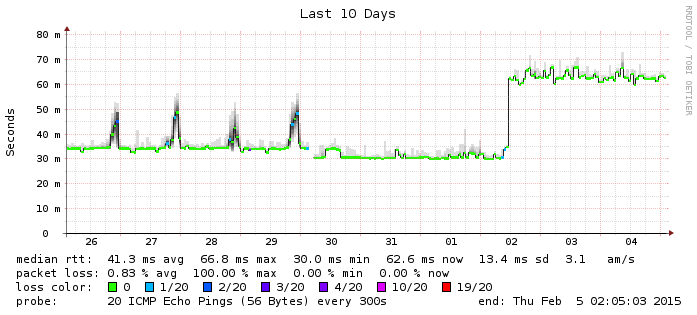 Last 10 Days
RRDTOOL / TOBI OETIKER
Seconds
80 m
70 m
60 m
50 m
40 m
30 m
20 m
10 m
0
26 27 28 29 30 31 01 02 03 04
median rtt: 41.3 ms avg 66.8 ms max 30.0 ms min 62.6 ms now 13.4 ms sd 3.1 am/s
packet loss: 0.83 % avg 100.00 % max 0.00 % min 0.00 % now
loss color: 0 1/20 2/20 3/20 4/20 10/20 19/20
probe: 20 ICMP Echo Pings (56 Bytes) every 300s end: Thu Feb 5 02:05:03 2015